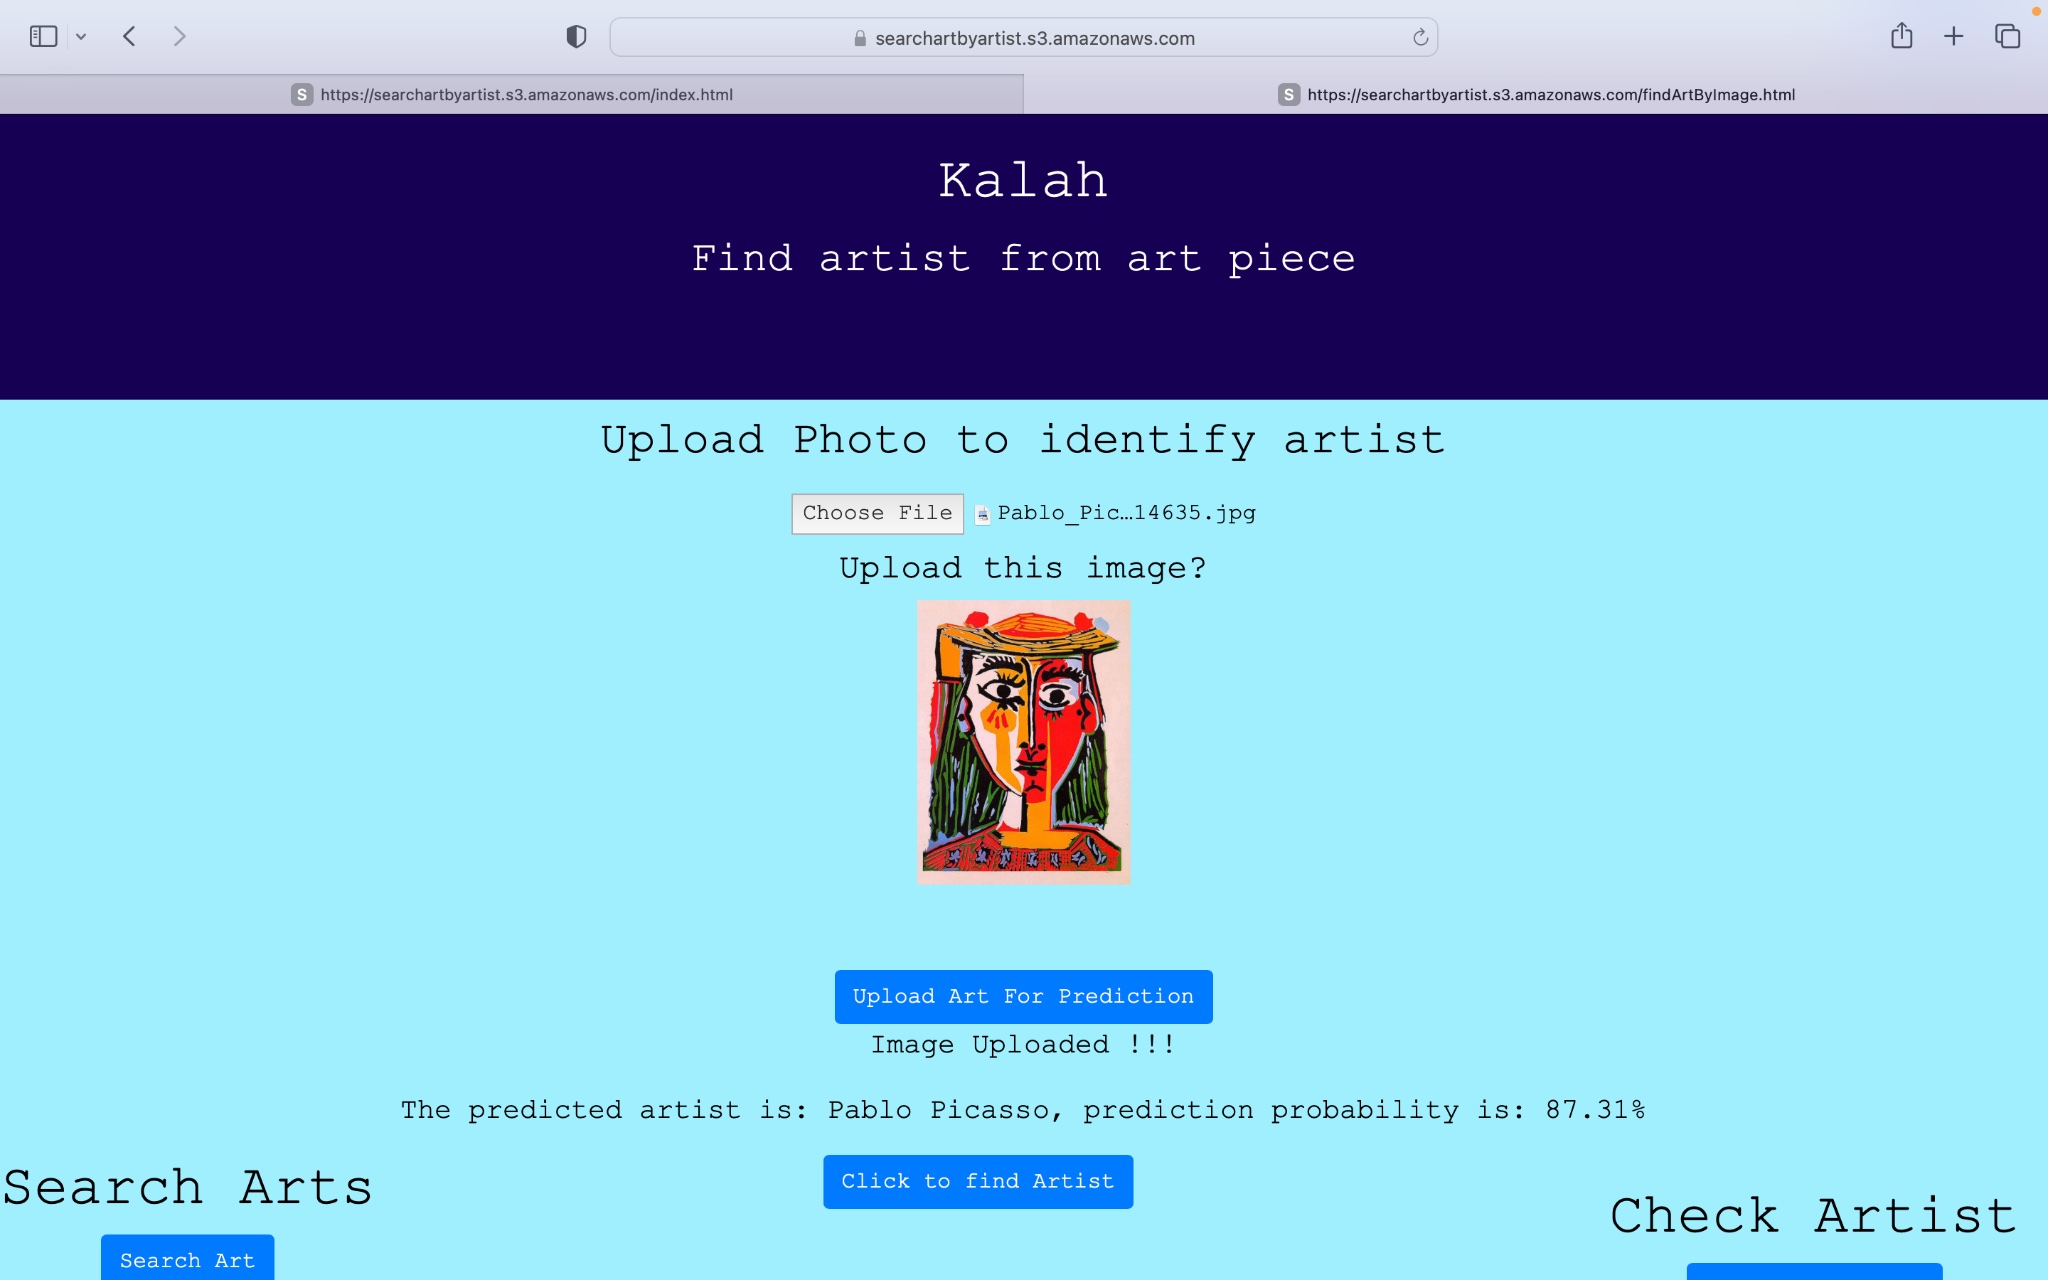 searchartbyartist.s3.amazonaws.com
S https://searchartbyartist.s3.amazonaws.com/index.html
S https://searchartbyartist.s3.amazonaws.com/findArtByImage.html
Kalah
Find artist from art piece
Upload Photo to identify artist
Choose File Pablo_Pic...14635.jpg
Upload this image?
Upload Art For Prediction
Image Uploaded !!!
The predicted artist is: Pablo Picasso, prediction probability is: 87.31%
Click to find Artist
Search Arts
Search Art
Check Artist